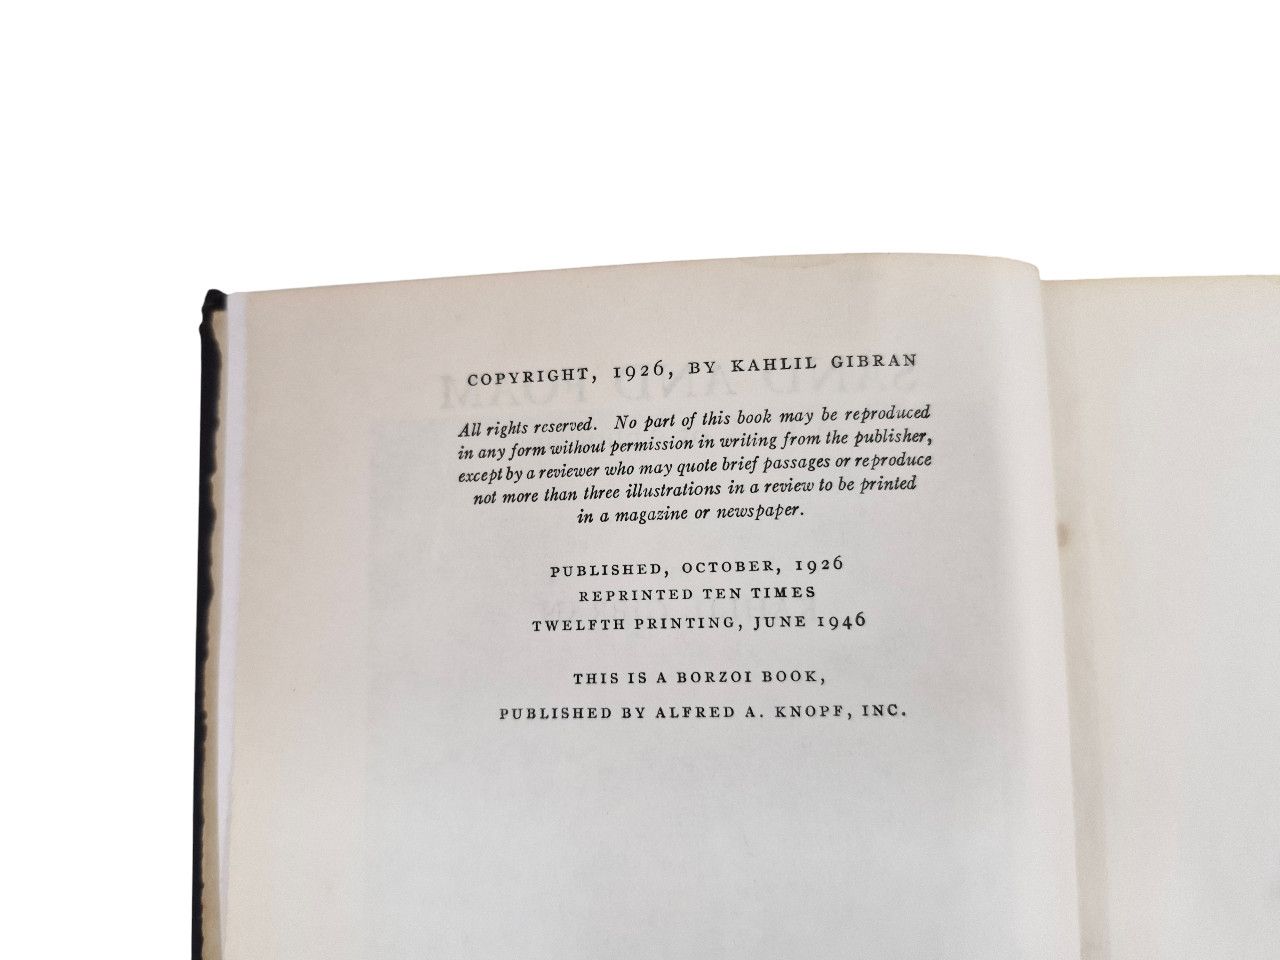 COPYRIGHT, 1926, BY KAHLIL GIBRAN
All rights reserved. No part of this book may be reproduced
in any form without permission in writing from the publisher,
except by a reviewer who may quote brief passages or reproduce
not more than three illustrations in a review to be printed
in a magazine or newspaper.
PUBLISHED, OCTOBER, 1926
REPRINTED TEN TIMES
TWELFTH PRINTING, JUNE 1946
THIS IS A BORZOI BOOK,
PUBLISHED BY ALFRED A. KNOPF, INC.